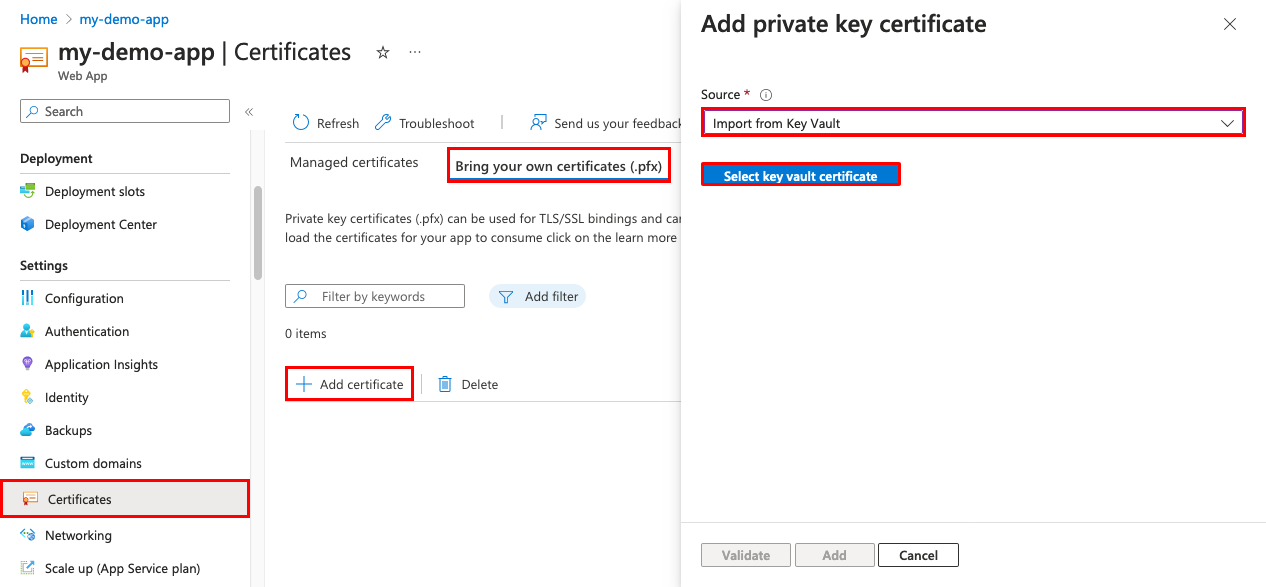 Home > my-demo-app
my-demo-app | Certificates
Web App
Search
Deployment
Deployment slots
Deployment Center
Settings
Configuration
Authentication
Application Insights
Identity
Backups
Custom domains
Certificates
Networking
Scale up (App Service plan)
Refresh
Troubleshoot
Send us your feedback
Managed certificates
Bring your own certificates (.pfx)
Private key certificates (.pfx) can be used for TLS/SSL bindings and
load the certificates for your app to consume click on the learn more
Filter by keywords
Add filter
0 items
Add certificate
Delete
Add private key certificate
Source *
Import from Key Vault
Select key vault certificate
Validate
Add
Cancel